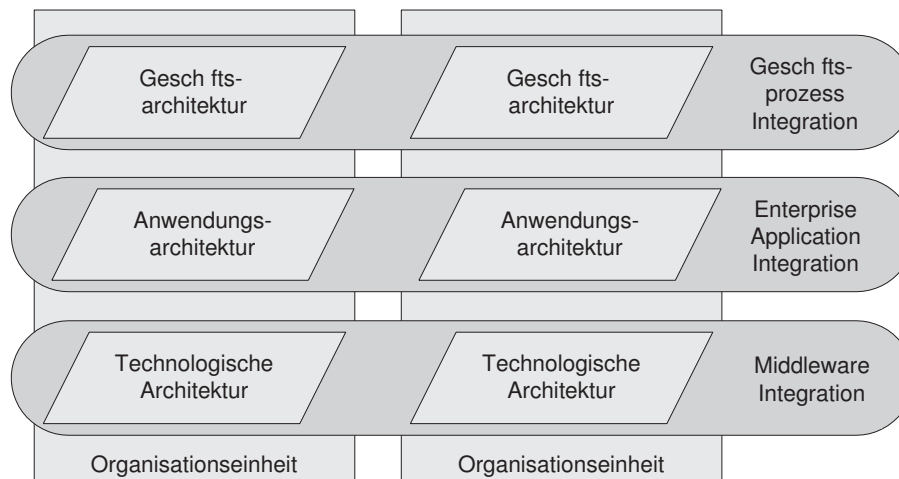 Gesch fts-
architektur
Gesch fts-
architektur
Gesch fts-
prozess
Integration
Anwendungs-
architektur
Anwendungs-
architektur
Enterprise
Application
Integration
Technologische
Architektur
Technologische
Architektur
Middleware
Integration
Organisationseinheit
Organisationseinheit